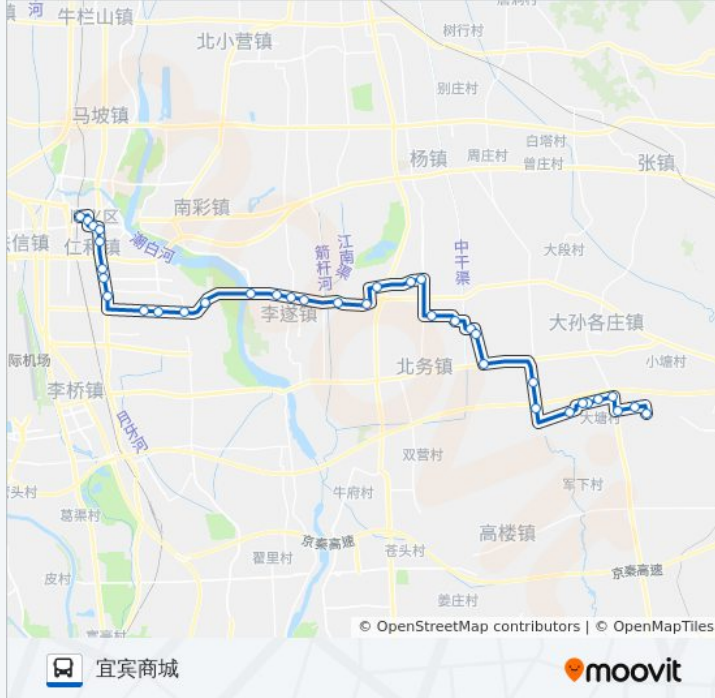 河
牛栏山镇
树行村
北小营镇
别庄村
马坡镇
白塔村
杨镇
周庄村
曾庄村
张镇
南彩镇
仁和镇
潮白河
江南渠
箭杆河
中干渠
大段村
李遂镇
大孙各庄镇
际机场
北务镇
小塘村
李桥镇
大塘村
双营村
牛府村
军下村
葛渠村
高楼镇
京秦高速
翟里村
苍头村
京秦高速
皮村
姜庄村
© OpenStreetMap contributors | © OpenMapTiles
宜宾商城
moovit